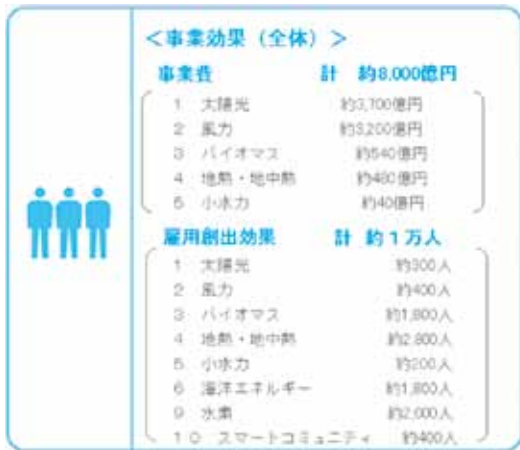 <事業効果（全体）>
事業費 計 約8,000億円
1 太陽光 約3,700億円
2 風力 約3,200億円
3 バイオマス 約540億円
4 地熱・地中熱 約480億円
5 小水力 約40億円
雇用創出効果 計 約1万人
1 太陽光 約300人
2 風力 約400人
3 バイオマス 約1,800人
4 地熱・地中熱 約2,800人
5 小水力 約200人
6 海洋エネルギー 約1,800人
9 水素 約2,000人
10 スマートコミュニティ 約400人